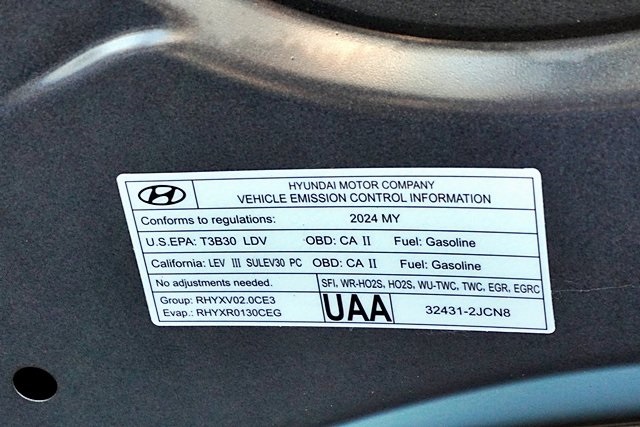 HYUNDAI MOTOR COMPANY
VEHICLE EMISSION CONTROL INFORMATION
Conforms to regulations: 2024 MY
U.S.EPA: T3B30 LDV OBD: CA II Fuel: Gasoline
California: LEV III SULEV30 PC OBD: CA II Fuel: Gasoline
No adjustments needed. SFI, WR-HO2S, HO2S, WU-TWC, TWC, EGR, EGRC
Group: RHYXV02.0CE3
Evap.: RHYXR0130CEG
UAA 32431-2JCN8